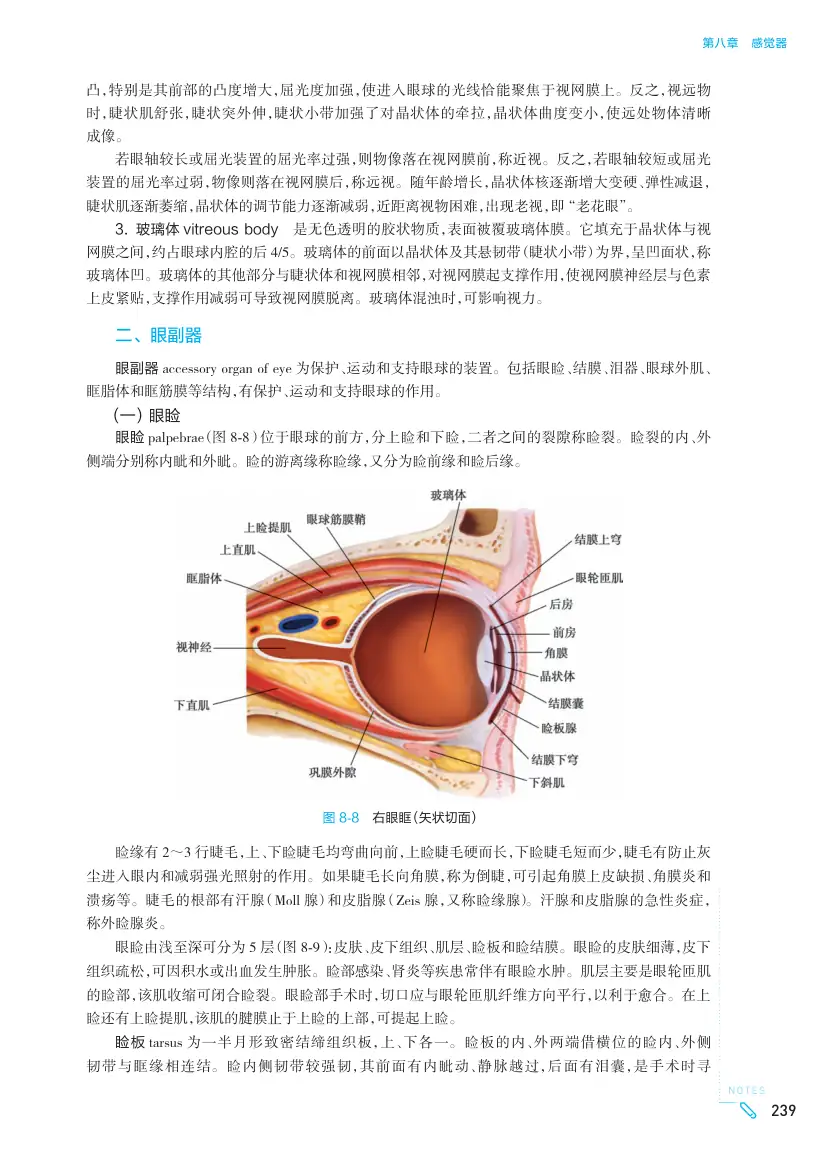 第八章 感觉器
凸,特别是其前部的凸度增大,屈光度加强,使进入眼球的光线恰能聚焦于视网膜上。反之,视远物
时,睫状肌舒张,睫状突外伸,睫状小带加强了对晶状体的牵拉,晶状体曲度变小,使远处物体清晰
成像。
若眼轴较长或屈光装置的屈光率过强,则物像落在视网膜前,称近视。反之,若眼轴较短或屈光
装置的屈光率过弱,物像则落在视网膜后,称远视。随年龄增长,晶状体核逐渐增大变硬、弹性减退,
睫状肌逐渐萎缩,晶状体的调节能力逐渐减弱,近距离视物困难,出现老视,即“老花眼”。
3. 玻璃体 vitreous body 是无色透明的胶状物质,表面被覆玻璃体膜。它填充于晶状体与视
网膜之间,约占眼球内腔的后 4/5。玻璃体的前面以晶状体及其悬韧带(睫状小带)为界,呈凹面状,称
玻璃体凹。玻璃体的其他部分与睫状体和视网膜相邻,对视网膜起支撑作用,使视网膜神经层与色素
上皮紧贴,支撑作用减弱可导致视网膜脱离。玻璃体混浊时,可影响视力。
二、眼副器
眼副器 accessory organ of eye 为保护、运动和支持眼球的装置。包括眼睑、结膜、泪器、眼球外肌、
眶脂体和眶筋膜等结构,有保护、运动和支持眼球的作用。
(一) 眼睑
眼睑 palpebrae(图 8-8)位于眼球的前方,分上睑和下睑,二者之间的裂隙称睑裂。睑裂的内、外
侧端分别称内眦和外眦。睑的游离缘称睑缘,又分为睑前缘和睑后缘。
玻璃体
眼球筋膜鞘
上睑提肌
上直肌
眶脂体
视神经
下直肌
巩膜外隙
结膜上穹
眼轮匝肌
后房
前房
角膜
晶状体
结膜囊
睑板腺
结膜下穹
下斜肌
图 8-8 右眼眶(矢状切面)
睑缘有 2～3 行睫毛,上、下睑睫毛均弯曲向前,上睑睫毛硬而长,下睑睫毛短而少,睫毛有防止灰
尘进入眼内和减弱强光照射的作用。如果睫毛长向角膜,称为倒睫,可引起角膜上皮缺损、角膜炎和
溃疡等。睫毛的根部有汗腺(Moll 腺)和皮脂腺(Zeis 腺,又称睑缘腺)。汗腺和皮脂腺的急性炎症,
称外睑腺炎。
眼睑由浅至深可分为 5 层(图 8-9):皮肤、皮下组织、肌层、睑板和睑结膜。眼睑的皮肤细薄,皮下
组织疏松,可因积水或出血发生肿胀。睑部感染、肾炎等疾患常伴有眼睑水肿。肌层主要是眼轮匝肌
的睑部,该肌收缩可闭合睑裂。眼睑部手术时,切口应与眼轮匝肌纤维方向平行,以利于愈合。在上
睑还有上睑提肌,该肌的腱膜止于上睑的上部,可提起上睑。
睑板 tarsus 为一半月形致密结缔组织板,上、下各一。睑板的内、外两端借横位的睑内、外侧
韧带与眶缘相连结。睑内侧韧带较强韧,其前面有内眦动、静脉越过,后面有泪囊,是手术时寻
NOTES
239